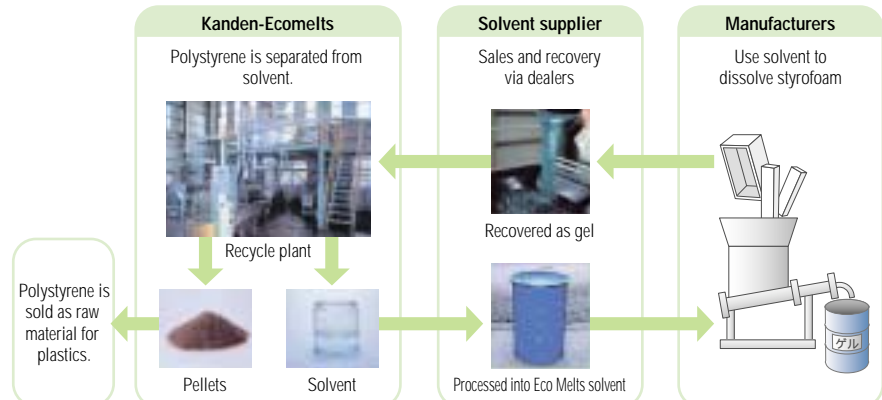 Kanden-Ecomelts
Polystyrene is separated from
solvent.
Recycle plant
Pellets
Solvent
Polystyrene is
sold as raw
material for
plastics.
Solvent supplier
Sales and recovery
via dealers
Recovered as gel
Processed into Eco Melts solvent
Manufacturers
Use solvent to
dissolve styrofoam
ゲル